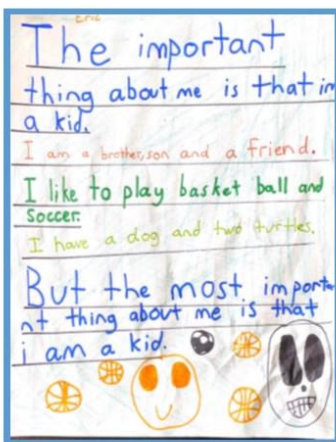 Eric
The important
thing about me is that im
a kid.
I am a brother, son and a friend.
I like to play basket ball and
Soccer.
I have a dog and two turtles.
But the most importa
nt thing about me is that
i am a kid.